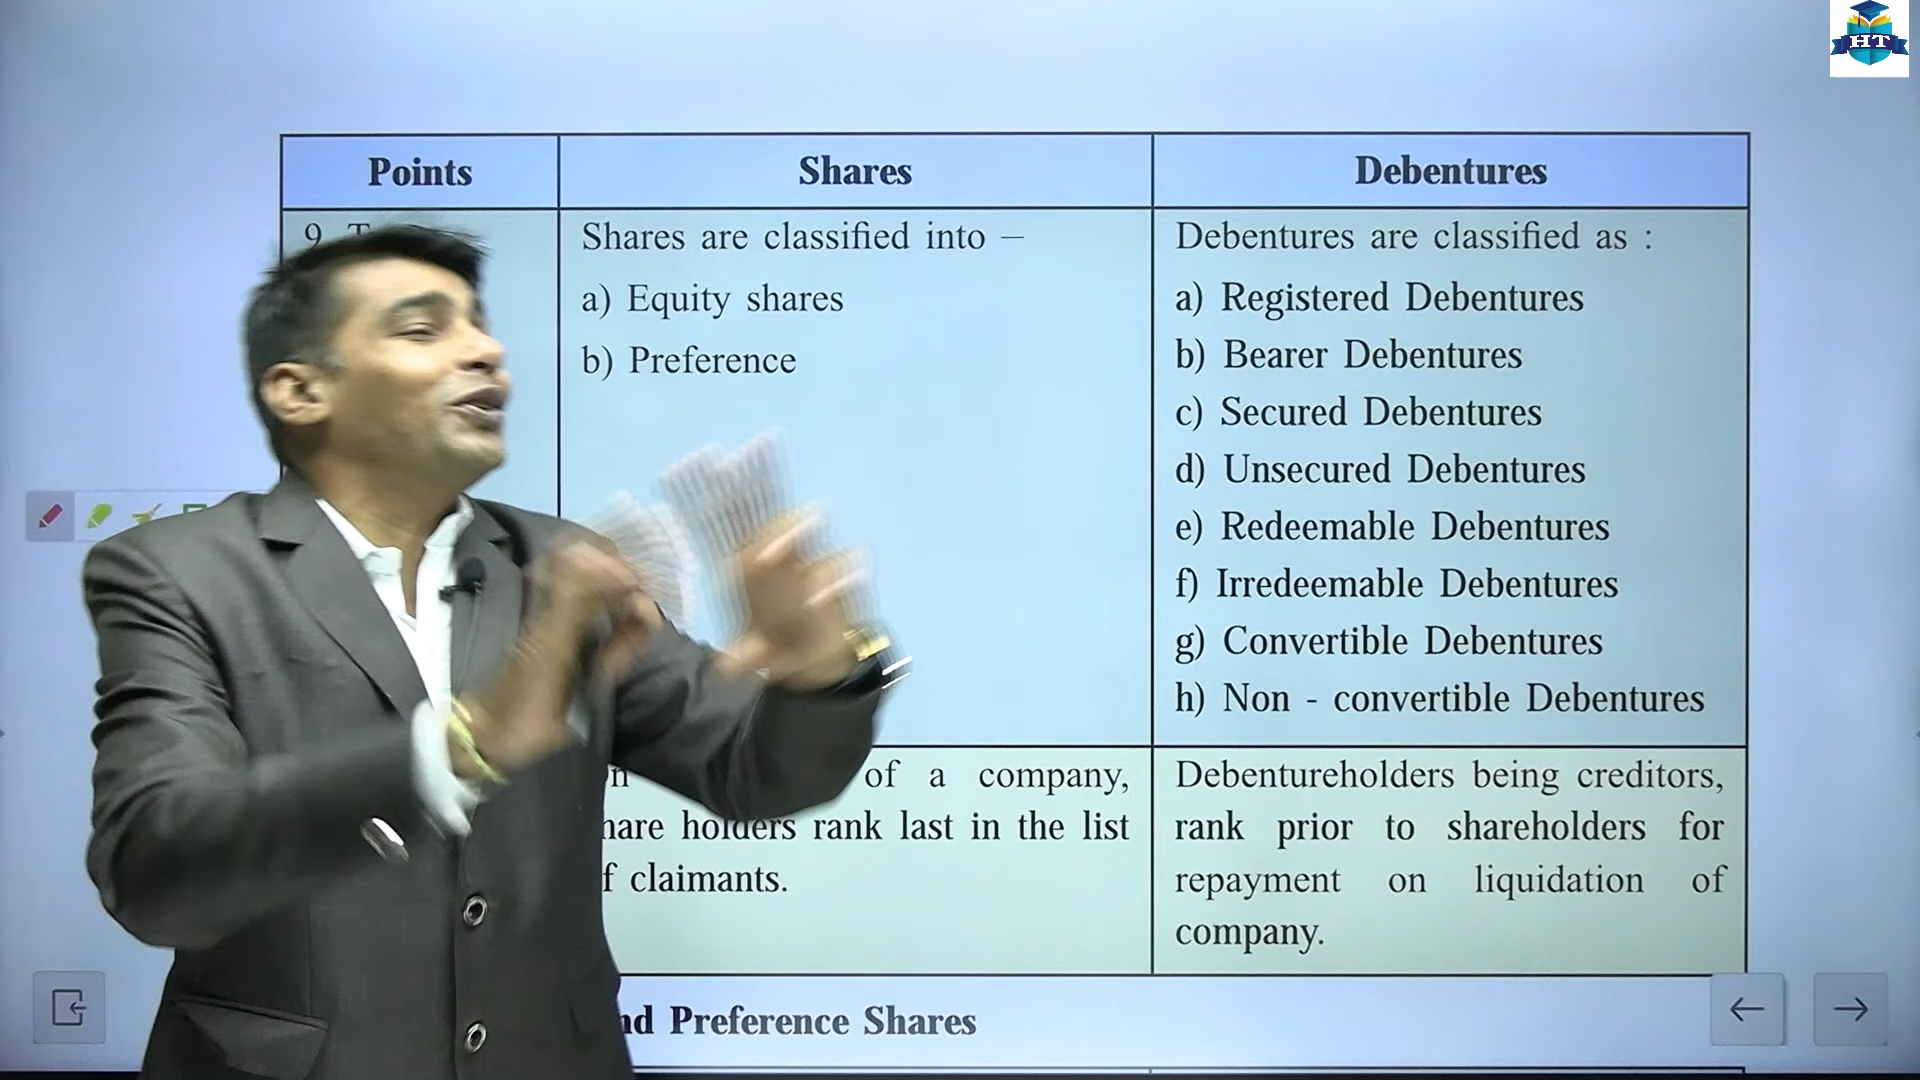 HT
Points Shares Debentures
9. Shares are classified into – Debentures are classified as :
a) Equity shares a) Registered Debentures
b) Preference b) Bearer Debentures
c) Secured Debentures
d) Unsecured Debentures
e) Redeemable Debentures
f) Irredeemable Debentures
g) Convertible Debentures
h) Non - convertible Debentures
of a company, Debentureholders being creditors,
holders rank last in the list rank prior to shareholders for
claimants. repayment on liquidation of
company.
Preference Shares